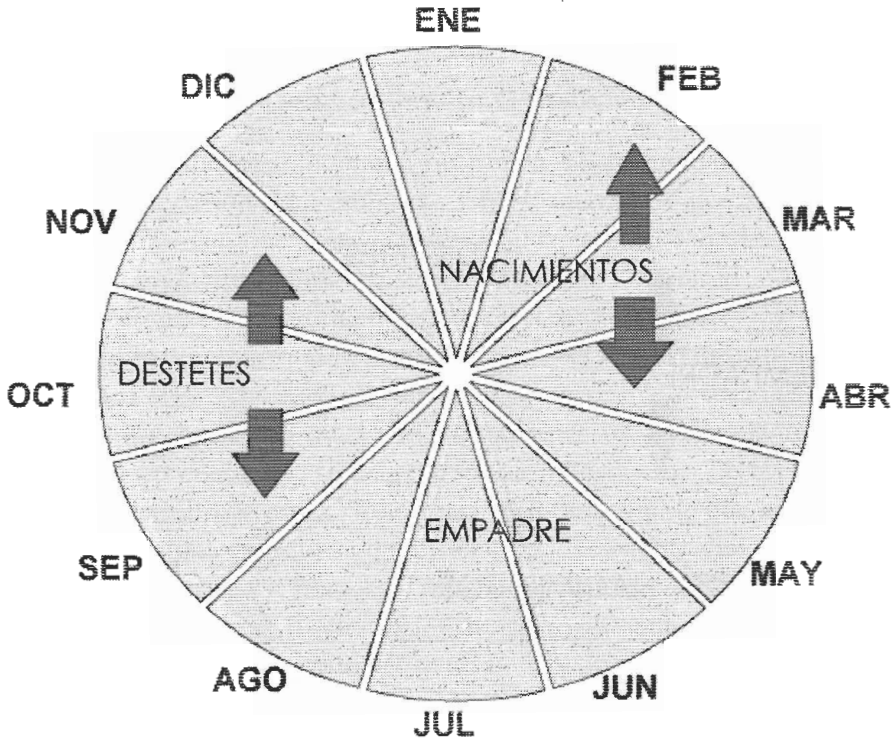 ENE
DIC
FEB
NOV
MAR
NACIMIENTOS
DESTETES
OCT
ABR
EMPADRE
SEP
MAY
AGO
JUN
JUL